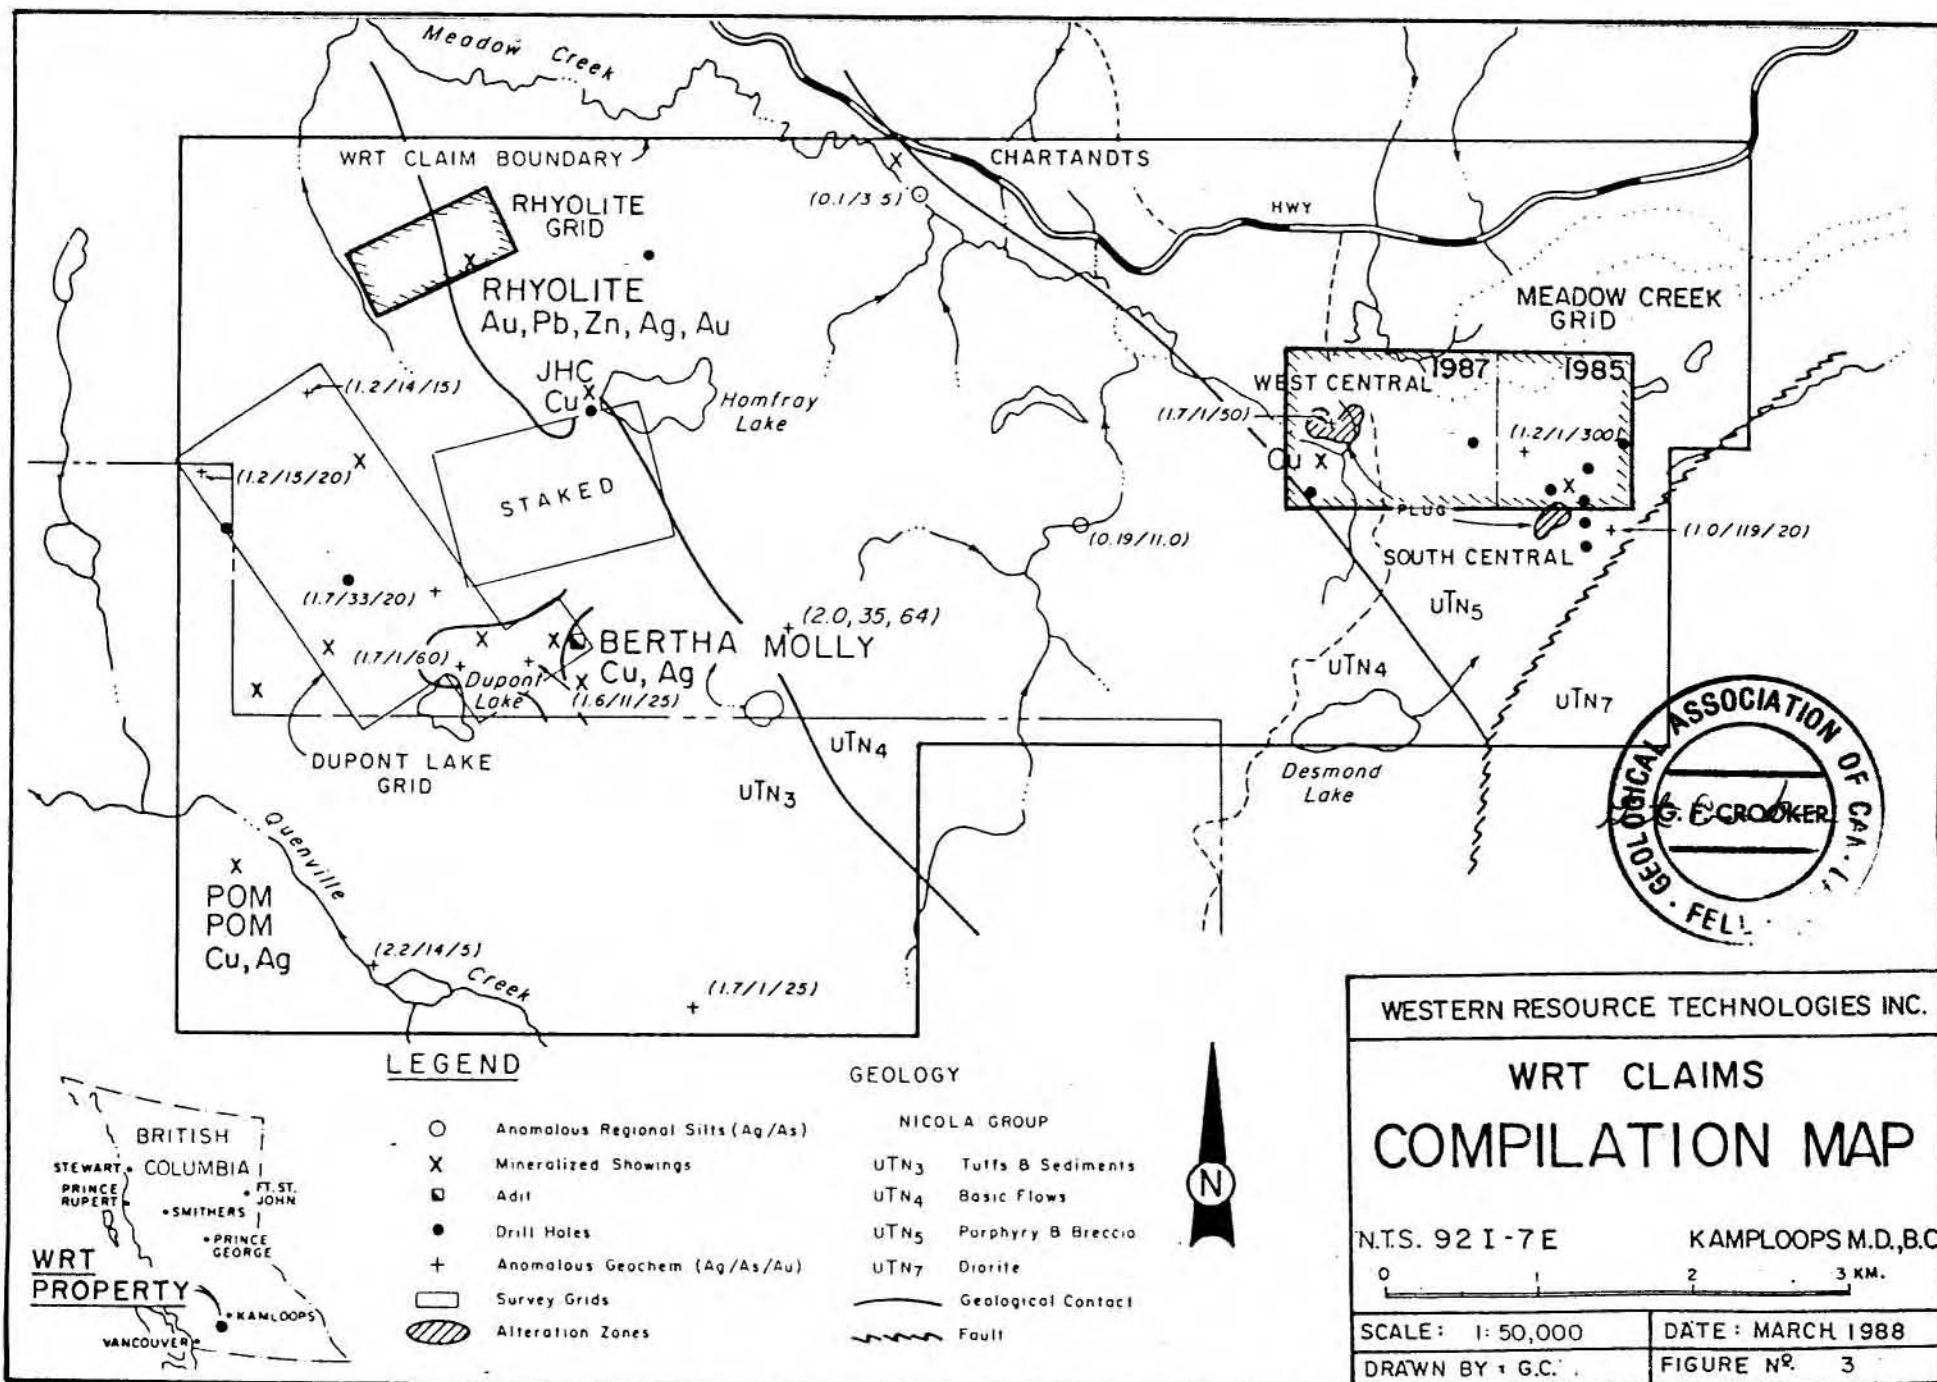 Meadow Creek
WRT CLAIM BOUNDARY
CHARTANDTS
(0.1/3.5)
HWY
RHYOLITE
GRID
RHYOLITE
Au, Pb, Zn, Ag, Au
MEADOW CREEK
GRID
JHC
Cu
Homfray
Lake
1987
1985
WEST CENTRAL
(1.2/14/15)
(1.7/1/50)
(1.2/1/300)
Cu
(1.2/15/20)
STAKED
PLUG
(0.19/11.0)
(1.0/119/20)
SOUTH CENTRAL
(1.7/33/20)
UTN5
(2.0, 35, 64)
BERTHA MOLLY
Cu, Ag
(1.7/1/60)
Dupont
Lake
(1.6/11/25)
UTN4
UTN7
DUPONT LAKE
GRID
UTN4
UTN3
Desmond
Lake
GEOLOGICAL ASSOCIATION OF
G. F. CROOKER
Quenville
Creek
POM
POM
Cu, Ag
(2.2/14/5)
(1.7/1/25)
LEGEND
Anomalous Regional Silts (Ag/As)
Mineralized Showings
Adit
Drill Holes
Anomalous Geochem (Ag/As/Au)
Survey Grids
Alteration Zones
GEOLOGY
NICOLA GROUP
UTN3 Tuffs & Sediments
UTN4 Basic Flows
UTN5 Porphyry & Breccia
UTN7 Diorite
Geological Contact
Fault
N
BRITISH
COLUMBIA
STEWART
PRINCE
RUPERT
FT. ST.
JOHN
SMITHERS
PRINCE
GEORGE
WRT
PROPERTY
KAMLOOPS
VANCOUVER
WESTERN RESOURCE TECHNOLOGIES INC.
WRT CLAIMS
COMPILATION MAP
N.T.S. 92 I-7E
KAMPLOOPS M.D., B.C
0 1 2 3 KM.
SCALE: 1:50,000
DATE: MARCH 1988
DRAWN BY: G.C.
FIGURE Nº. 3